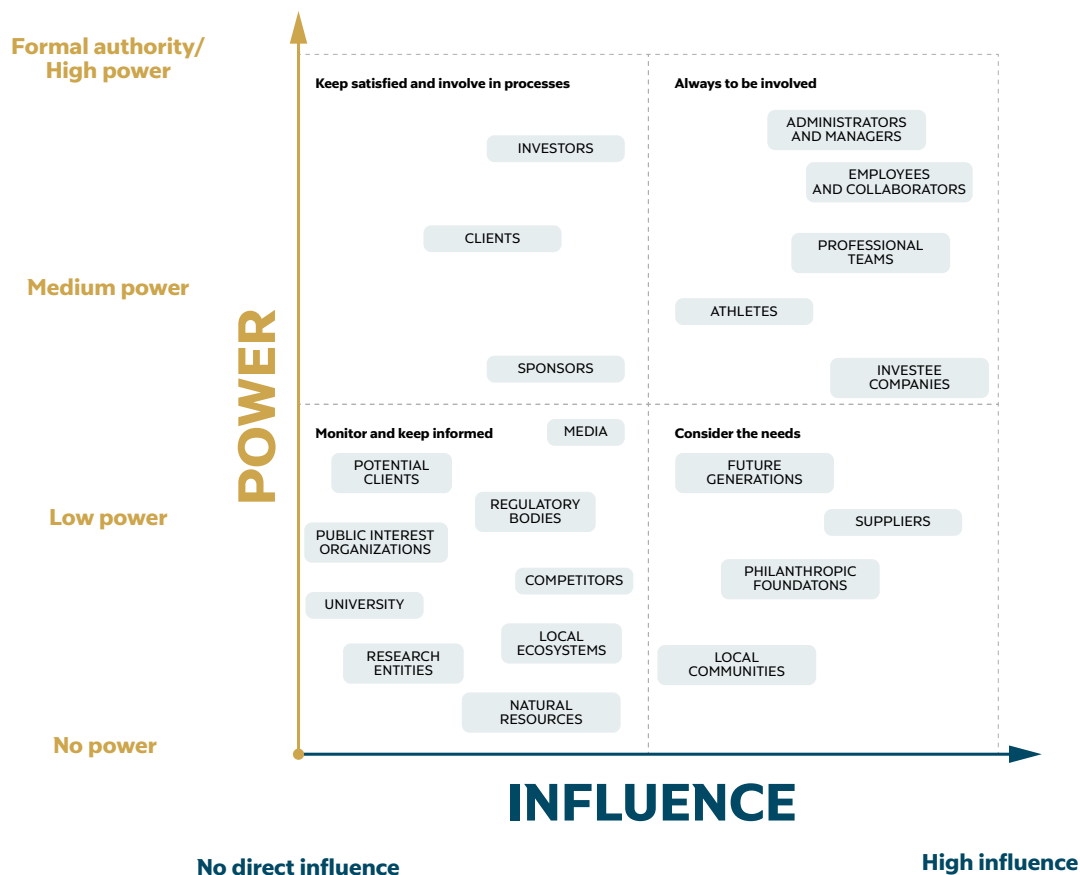 Formal authority/
High power
Medium power
Low power
No power
POWER
Keep satisfied and involve in processes
INVESTORS
CLIENTS
SPONSORS
Always to be involved
ADMINISTRATORS
AND MANAGERS
EMPLOYEES
AND COLLABORATORS
PROFESSIONAL
TEAMS
ATHLETES
INVESTEE
COMPANIES
Monitor and keep informed
MEDIA
POTENTIAL
CLIENTS
REGULATORY
BODIES
PUBLIC INTEREST
ORGANIZATIONS
COMPETITORS
UNIVERSITY
LOCAL
ECOSYSTEMS
RESEARCH
ENTITIES
NATURAL
RESOURCES
Consider the needs
FUTURE
GENERATIONS
SUPPLIERS
PHILANTHROPIC
FOUNDATONS
LOCAL
COMMUNITIES
INFLUENCE
No direct influence
High influence